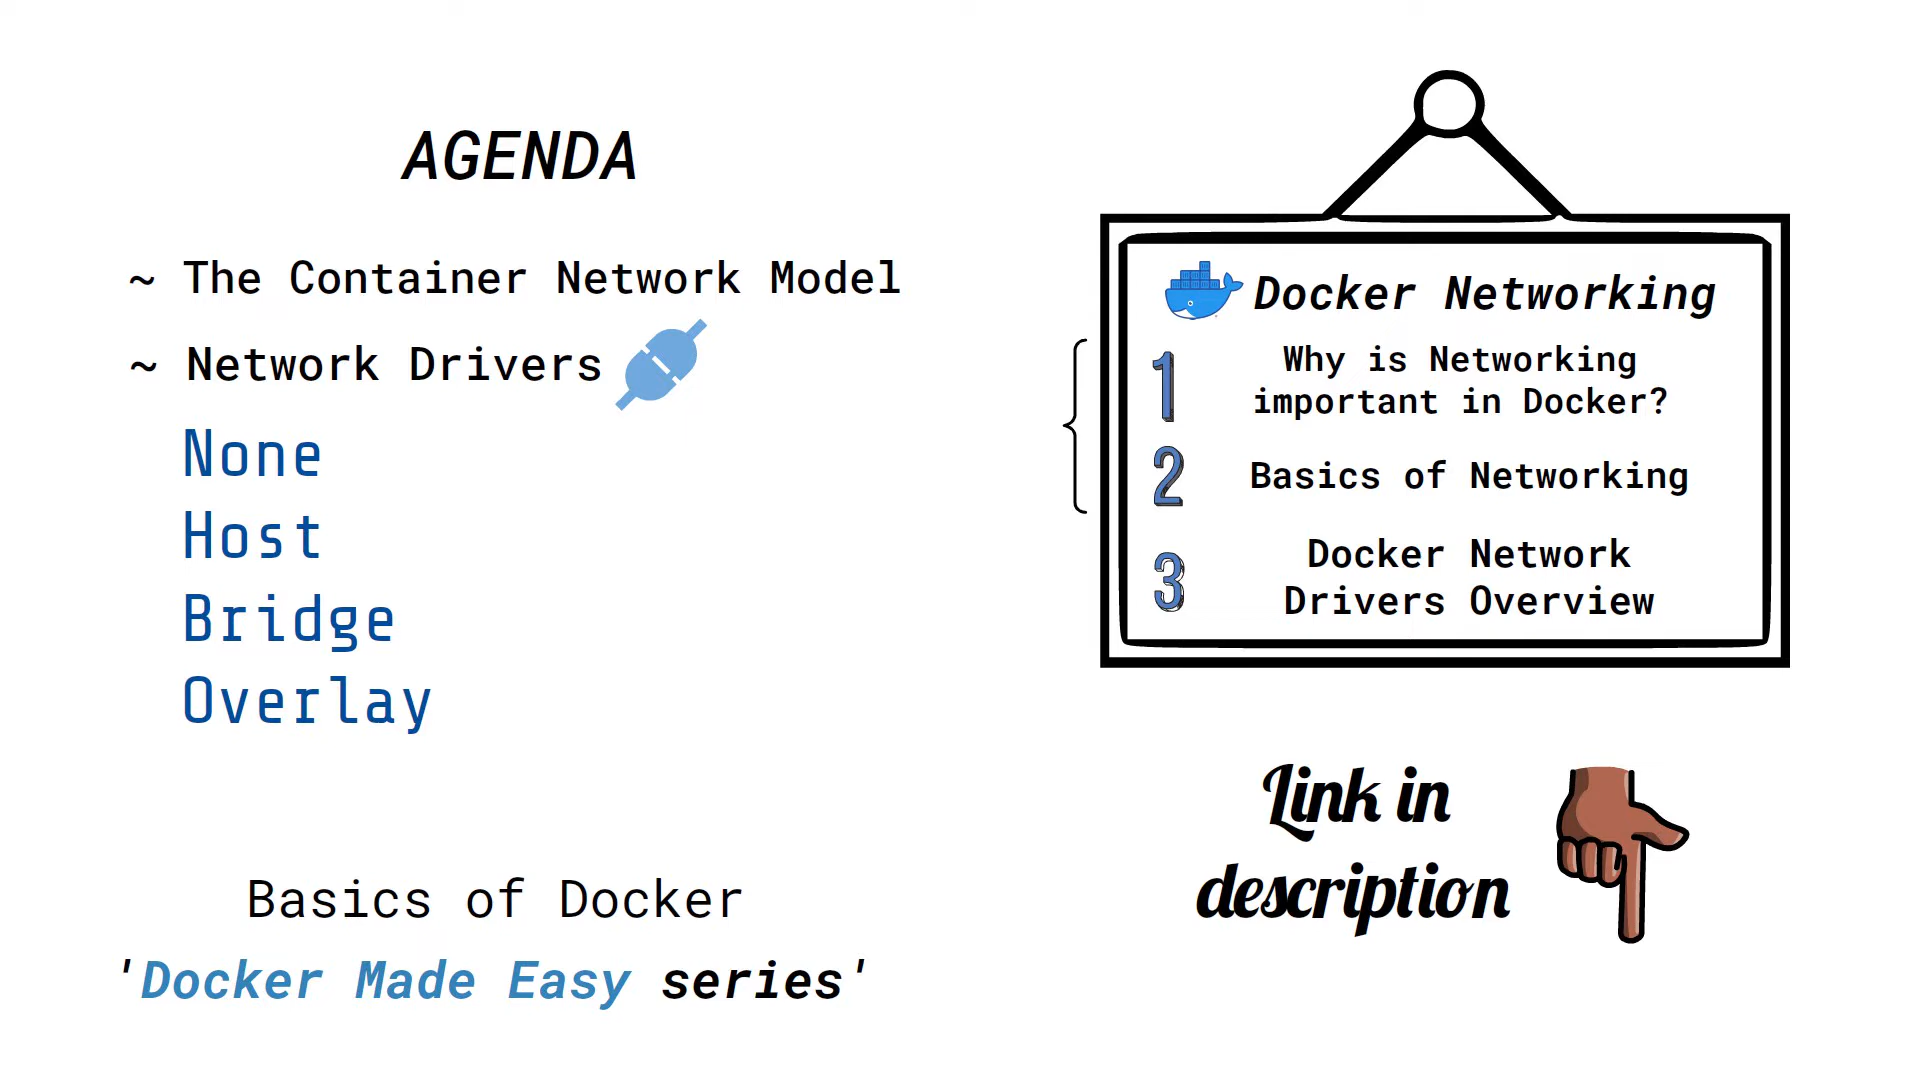 AGENDA
~ The Container Network Model
~ Network Drivers
None
Host
Bridge
Overlay
Basics of Docker
'Docker Made Easy series'
Docker Networking
1 Why is Networking
important in Docker?
2 Basics of Networking
3 Docker Network
Drivers Overview
Link in
description